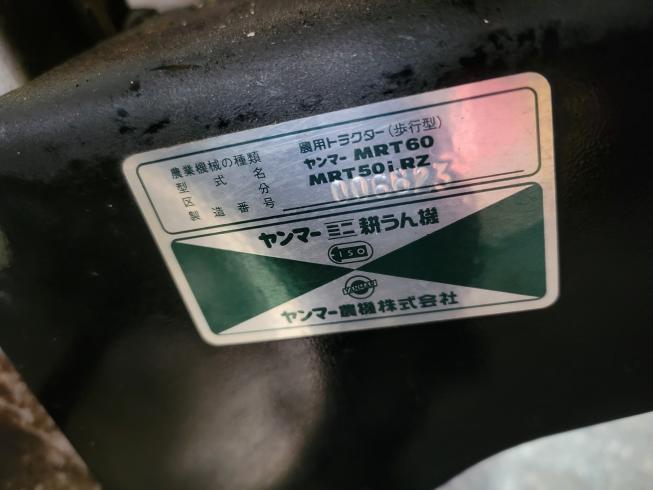 農業機械の種類 農用トラクター(歩行型)
型式名 ヤンマー MRT60
区分 MRT50i,RZ
製造番号 006623
ヤンマーミニ耕うん機
ISO
YANMAR
ヤンマー農機株式会社